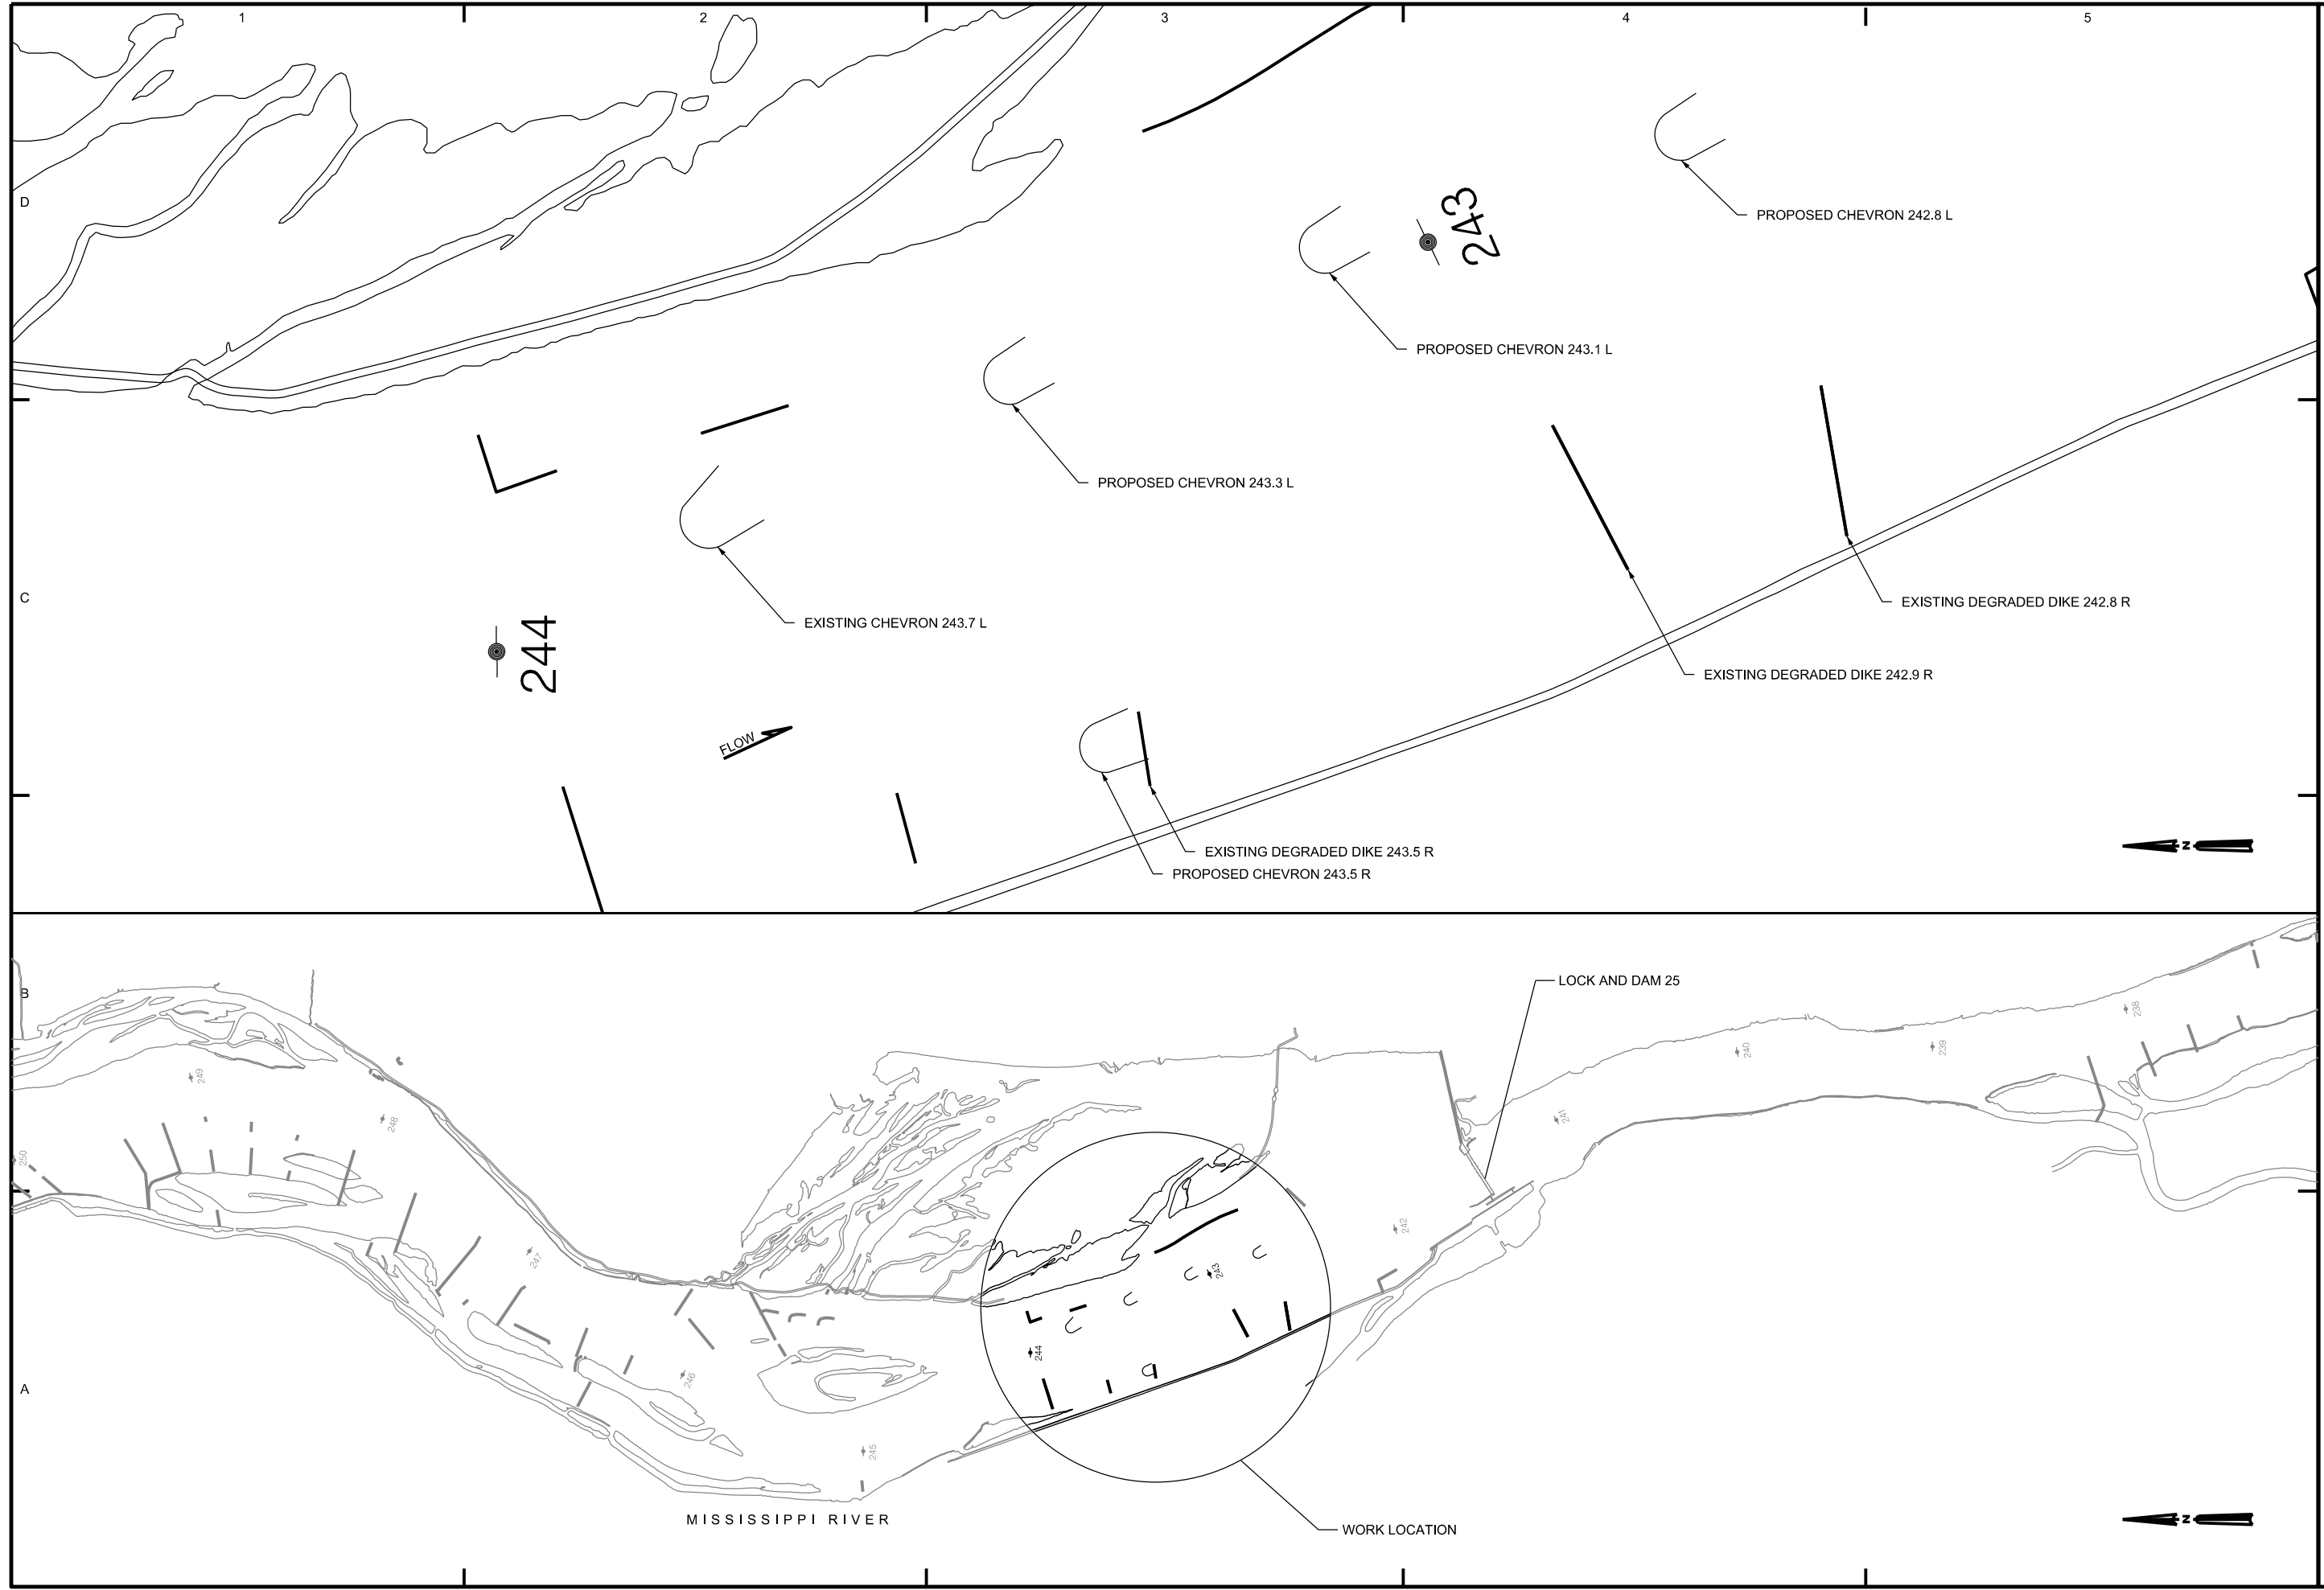 1
2
3
4
5
D
PROPOSED CHEVRON 242.8 L
243
PROPOSED CHEVRON 243.1 L
PROPOSED CHEVRON 243.3 L
C
EXISTING DEGRADED DIKE 242.8 R
EXISTING CHEVRON 243.7 L
244
EXISTING DEGRADED DIKE 242.9 R
FLOW
EXISTING DEGRADED DIKE 243.5 R
PROPOSED CHEVRON 243.5 R
N
B
LOCK AND DAM 25
238
239
240
249
248
241
250
242
247
243
244
246
A
245
MISSISSIPPI RIVER
N
WORK LOCATION